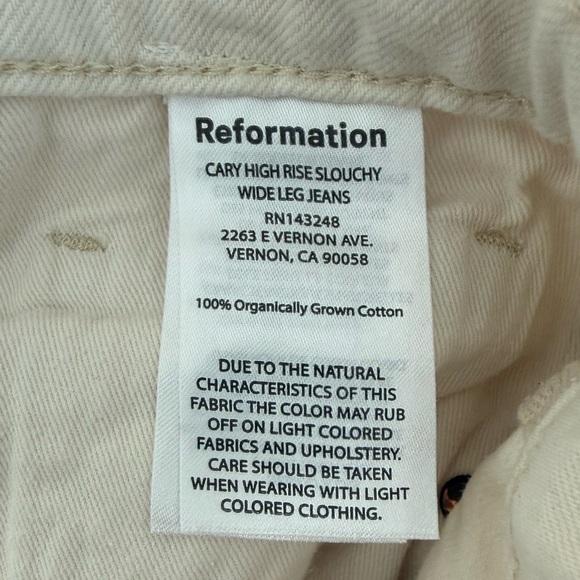 Reformation
CARY HIGH RISE SLOUCHY
WIDE LEG JEANS
RN143248
2263 E VERNON AVE.
VERNON, CA 90058
100% Organically Grown Cotton
DUE TO THE NATURAL
CHARACTERISTICS OF THIS
FABRIC THE COLOR MAY RUB
OFF ON LIGHT COLORED
FABRICS AND UPHOLSTERY.
CARE SHOULD BE TAKEN
WHEN WEARING WITH LIGHT
COLORED CLOTHING.